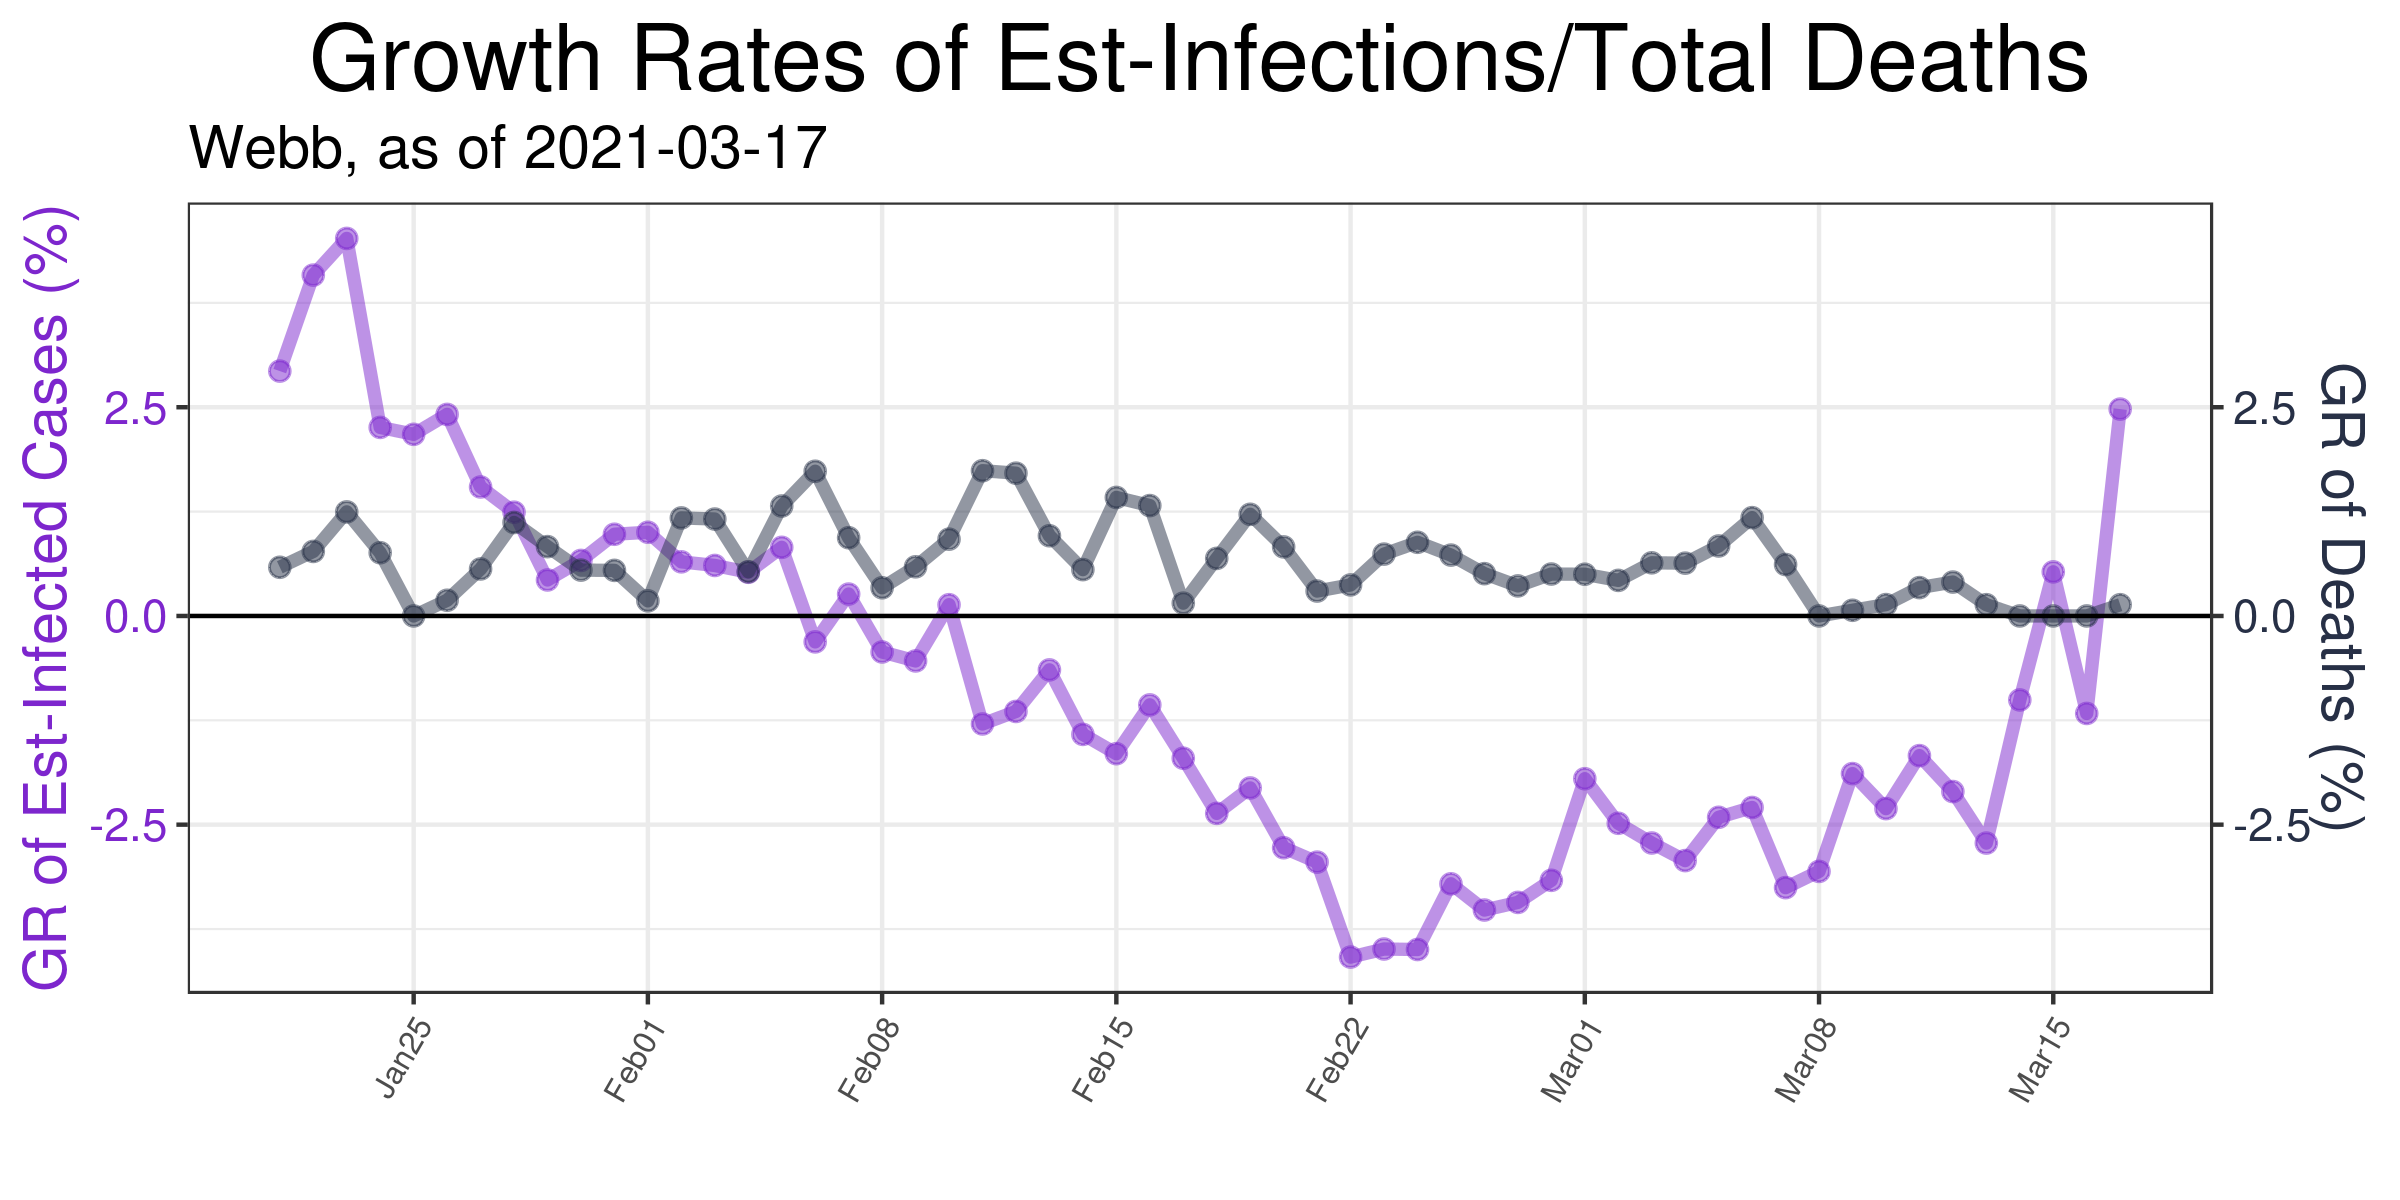 Growth Rates of Est-Infections/Total Deaths
Webb, as of 2021-03-17
GR of Est-Infected Cases (%)
2.5
0.0
-2.5
2.5
0.0
-2.5
GR of Deaths (%)
Jan25
Feb01
Feb08
Feb15
Feb22
Mar01
Mar08
Mar15